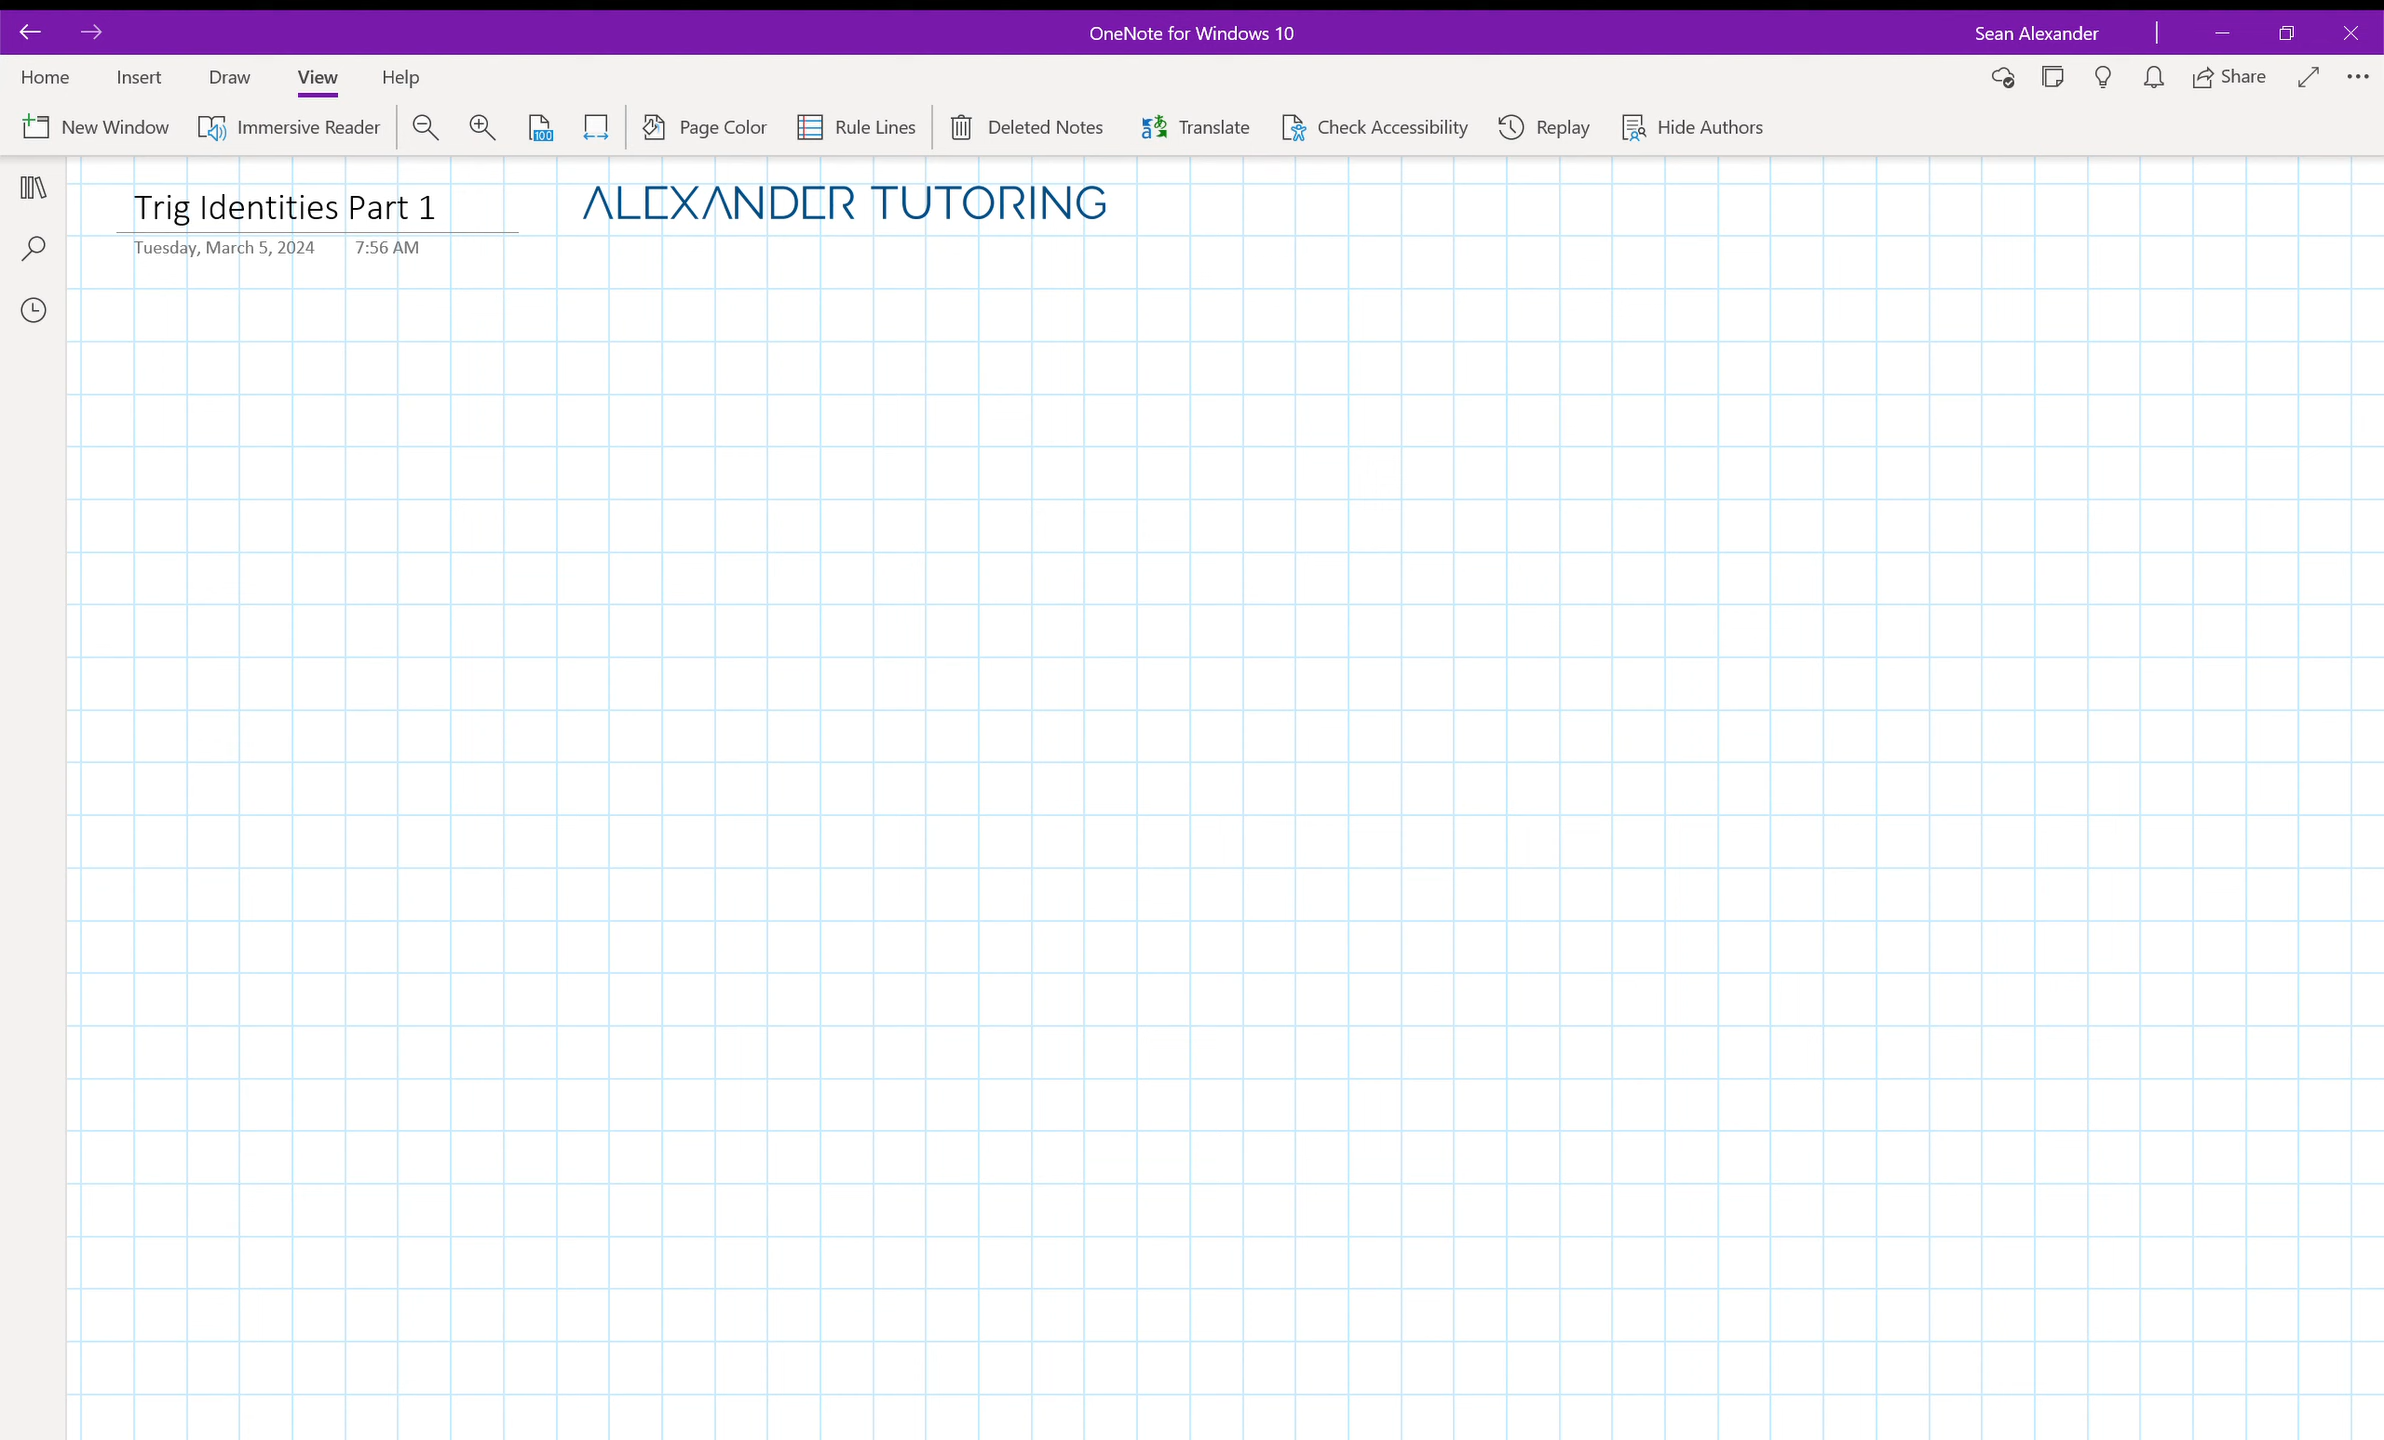 OneNote for Windows 10
Sean Alexander
Home Insert Draw View Help
Share
New Window Immersive Reader 100 Page Color Rule Lines Deleted Notes Translate Check Accessibility Replay Hide Authors
Trig Identities Part 1
ALEXANDER TUTORING
Tuesday, March 5, 2024 7:56 AM